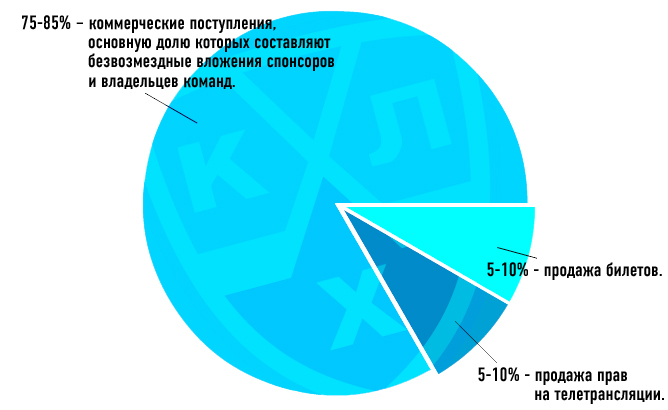 75-85% – коммерческие поступления,
основную долю которых составляют
безвозмездные вложения спонсоров
и владельцев команд.
К Х Л
5-10% - продажа билетов.
5-10% - продажа прав
на телетрансляции.